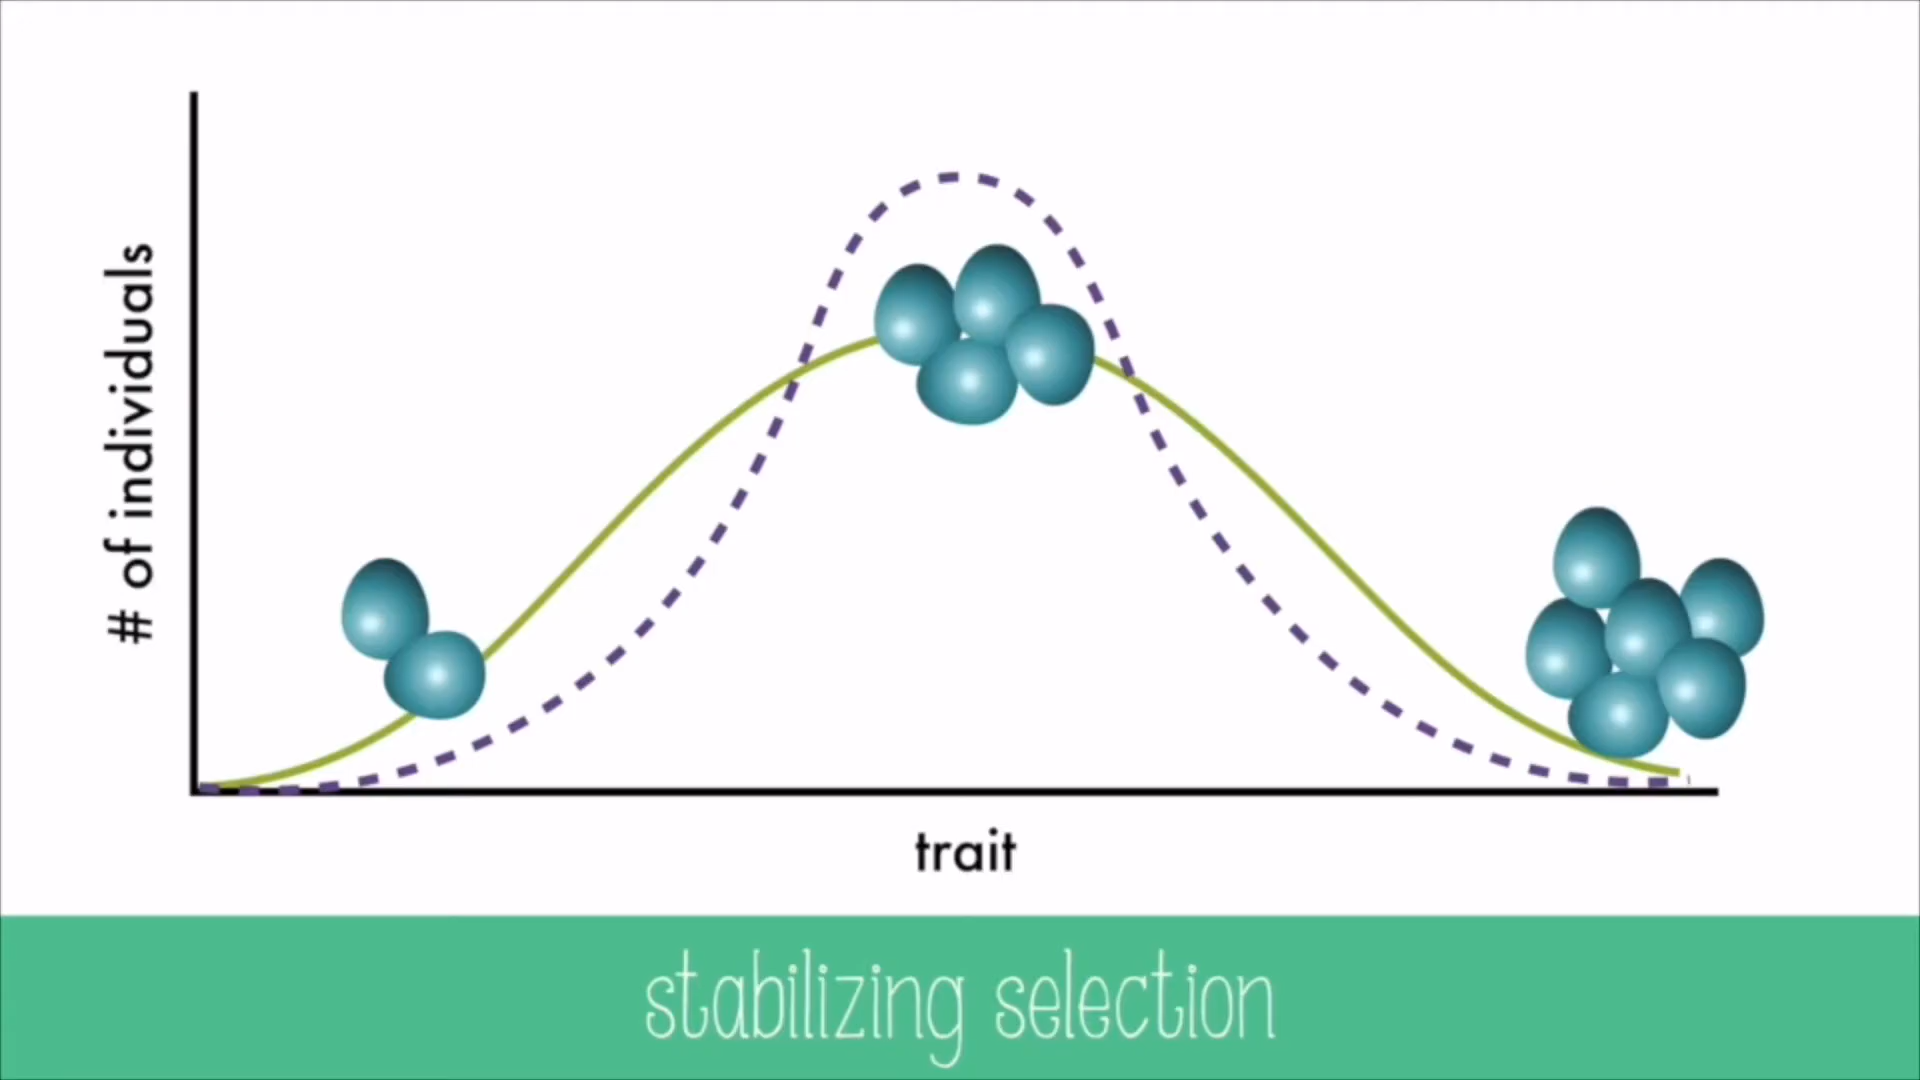 # of individuals
trait
stabilizing selection